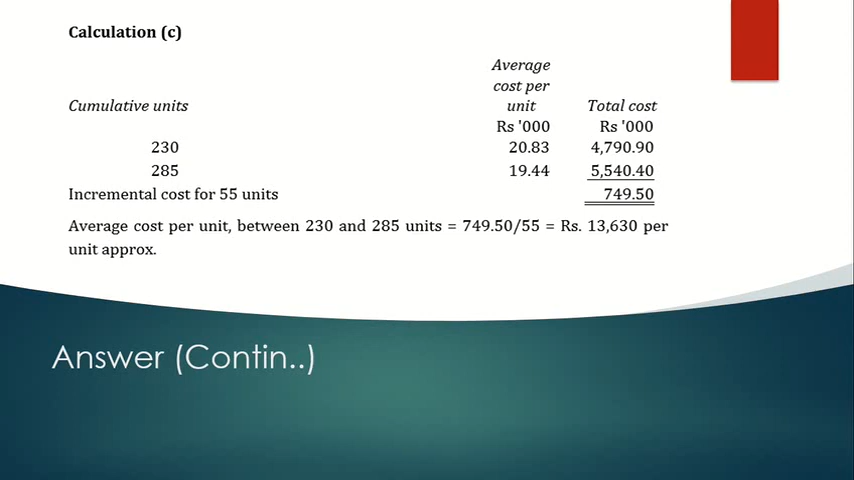 Calculation (c)
Average
cost per
Cumulative units unit Total cost
Rs '000 Rs '000
230 20.83 4,790.90
285 19.44 5,540.40
Incremental cost for 55 units 749.50
Average cost per unit, between 230 and 285 units = 749.50/55 = Rs. 13,630 per
unit approx.
Answer (Contin..)